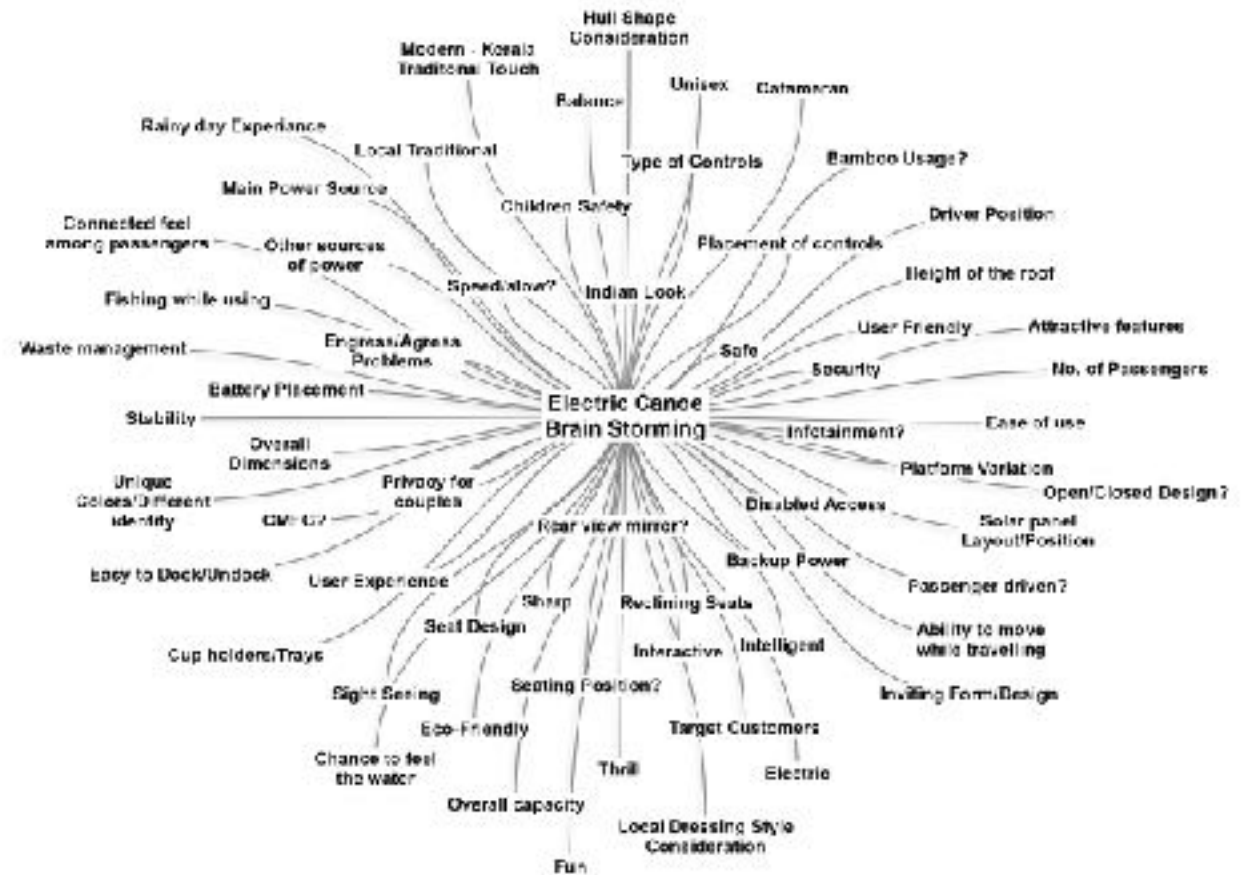 Hull Shape
Consideration
Modern - Kerala
Traditonal Touch
Unisex
Catamaran
Balance
Rainy day Experiance
Local Traditional
Type of Controls
Bamboo Usage?
Main Power Source
Children Safety
Driver Position
Connected feel
among passengers
Other sources
of power
Placement of controls
Height of the roof
Speed/slow?
Indian Look
Fishing while using
User Friendly
Attractive features
Waste management
Engress/Agress
Problems
Safe
Security
No. of Passengers
Battery Placement
Electric Canoe
Brain Storming
Stability
Infotainment?
Ease of use
Overall
Dimensions
Platform Variation
Unique
Colors/Different
identity
Privacy for
couples
Open/Closed Design?
Disabled Access
Rear view mirror?
Solar panel
Layout/Position
Backup Power
Easy to Dock/Undock
User Experience
Passenger driven?
Sharp
Reclining Seats
Seat Design
Ability to move
while travelling
Interactive
Intelligent
Cup holders/Trays
Sight Seeing
Seating Position?
Inviting Form/Design
Eco-Friendly
Target Customers
Chance to feel
the water
Thrill
Electric
Overall capacity
Local Dressing Style
Consideration
Fun